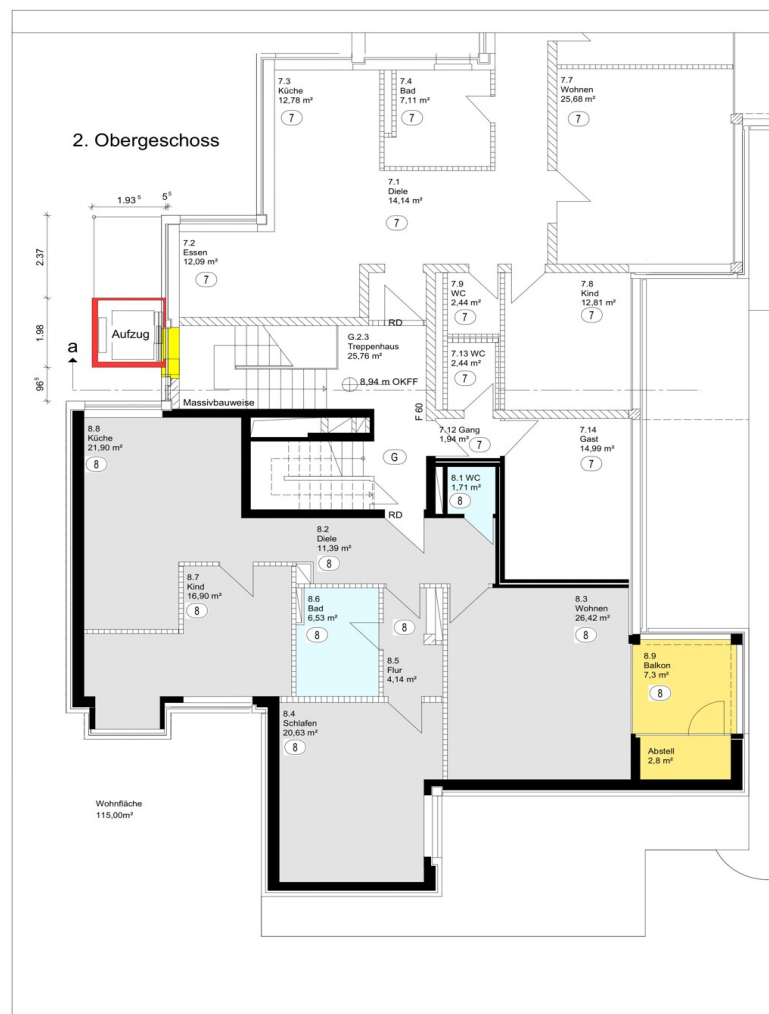 2. Obergeschoss
7.3
Küche
12,78 m²
7
7.4
Bad
7,11 m²
7
7.7
Wohnen
25,68 m²
7
7.1
Diele
14,14 m²
7
1.93⁵
5⁵
2.37
1.98
96⁵
7.2
Essen
12,09 m²
7
7.9
WC
2,44 m²
7
7.8
Kind
12,81 m²
7
Aufzug
a
RD
G.2.3
Treppenhaus
25,76 m²
8,94 m OKFF
7.13 WC
2,44 m²
7
Massivbauweise
F 60
7.12 Gang
1,94 m²
7
7.14
Gast
14,99 m²
7
8.8
Küche
21,90 m²
8
G
8.1 WC
1,71 m²
8
RD
8.2
Diele
11,39 m²
8
8.7
Kind
16,90 m²
8
8.6
Bad
6,53 m²
8
8
8.5
Flur
4,14 m²
8.3
Wohnen
26,42 m²
8
8.9
Balkon
7,3 m²
8
8.4
Schlafen
20,63 m²
8
Abstell
2,8 m²
Wohnfläche
115,00m²